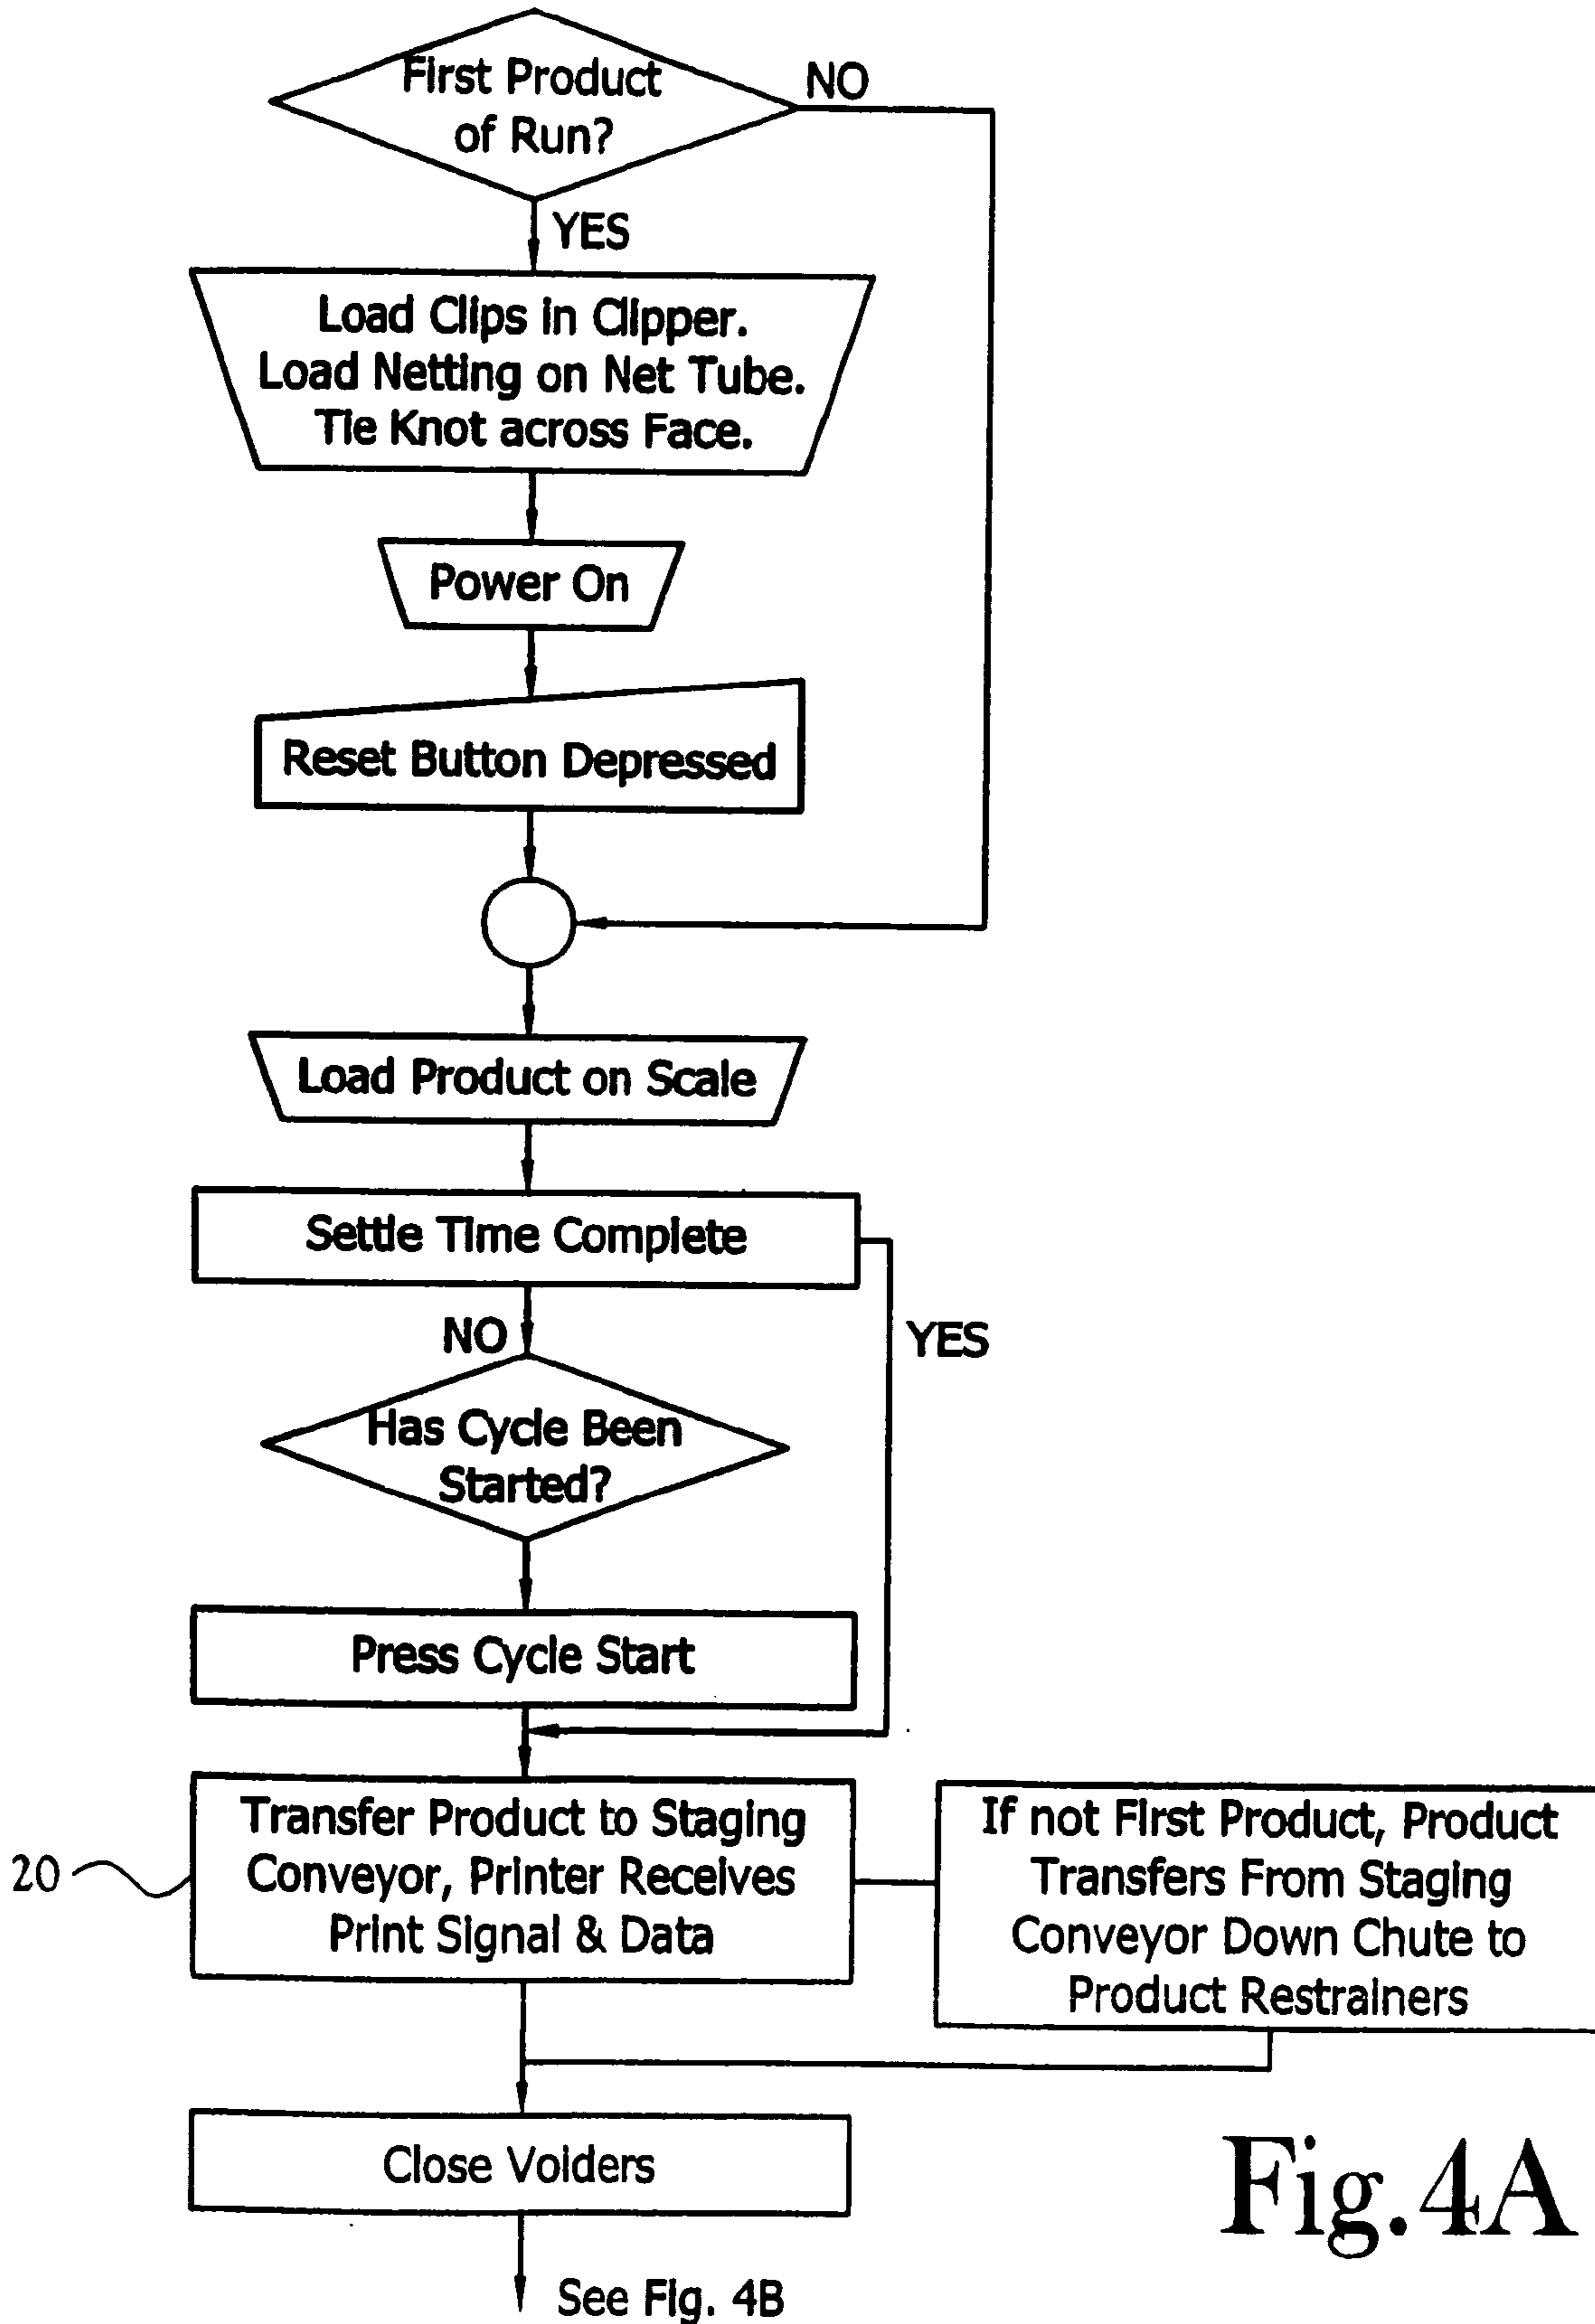 First Product
of Run?
NO
YES
Load Clips in Clipper.
Load Netting on Net Tube.
Tie Knot across Face.
Power On
Reset Button Depressed
Load Product on Scale
Settle Time Complete
NO
YES
Has Cycle Been
Started?
Press Cycle Start
20
Transfer Product to Staging
Conveyor, Printer Receives
Print Signal & Data
If not First Product, Product
Transfers From Staging
Conveyor Down Chute to
Product Restrainers
Close Voiders
See Fig. 4B
Fig.4A